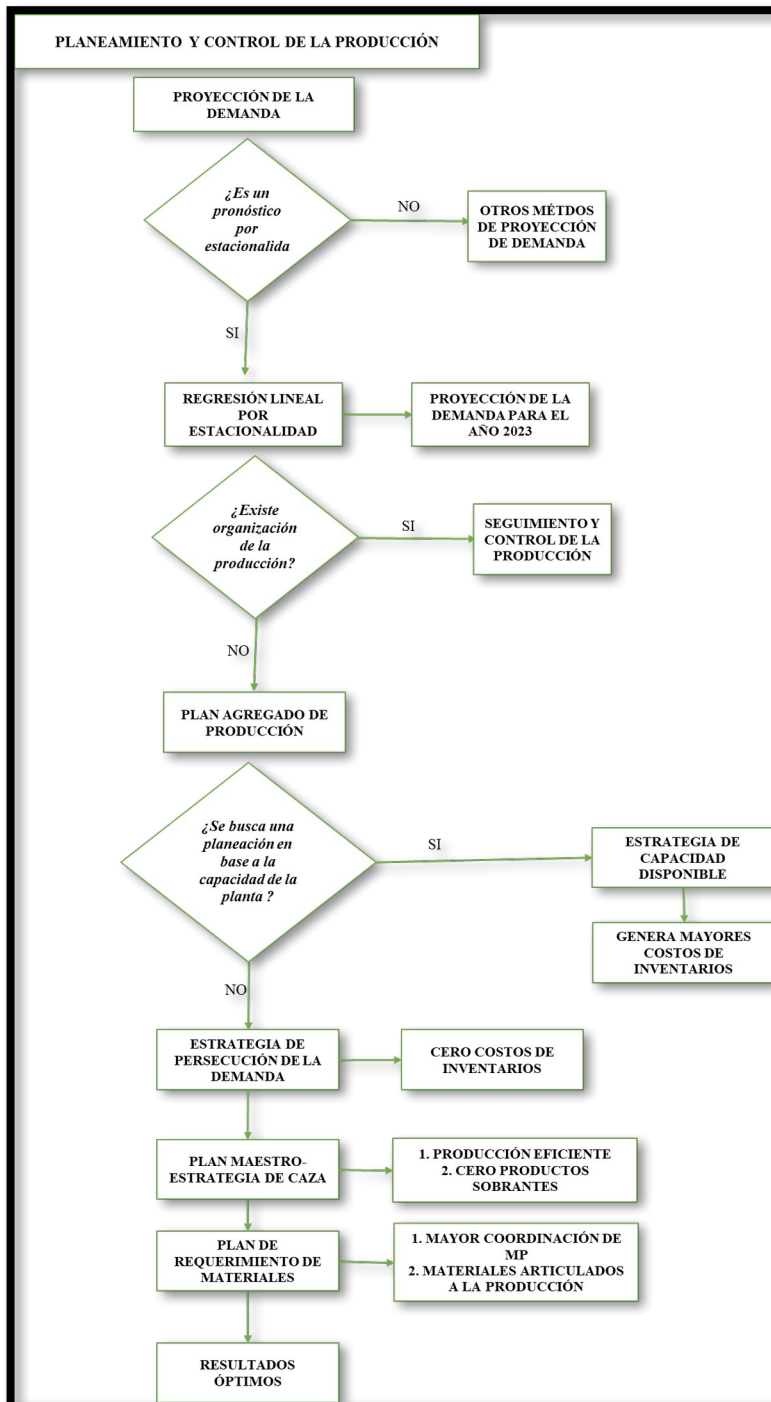 PLANEAMIENTO Y CONTROL DE LA PRODUCCIÓN
PROYECCIÓN DE LA
DEMANDA
¿Es un
pronóstico
por
estacionalida
NO
OTROS MÉTDOS
DE PROYECCIÓN
DE DEMANDA
SI
REGRESIÓN LINEAL
POR
ESTACIONALIDAD
PROYECCIÓN DE LA
DEMANDA PARA EL
AÑO 2023
¿Existe
organización
de la
producción?
SI
SEGUIMIENTO Y
CONTROL DE LA
PRODUCCIÓN
NO
PLAN AGREGADO DE
PRODUCCIÓN
¿Se busca una
planeación en
base a la
capacidad de la
planta ?
SI
ESTRATEGIA DE
CAPACIDAD
DISPONIBLE
GENERA MAYORES
COSTOS DE
INVENTARIOS
NO
ESTRATEGIA DE
PERSECUCIÓN DE LA
DEMANDA
CERO COSTOS DE
INVENTARIOS
PLAN MAESTRO-
ESTRATEGIA DE CAZA
1. PRODUCCIÓN EFICIENTE
2. CERO PRODUCTOS
SOBRANTES
PLAN DE
REQUERIMIENTO DE
MATERIALES
1. MAYOR COORDINACIÓN DE
MP
2. MATERIALES ARTICULADOS
A LA PRODUCCIÓN
RESULTADOS
ÓPTIMOS